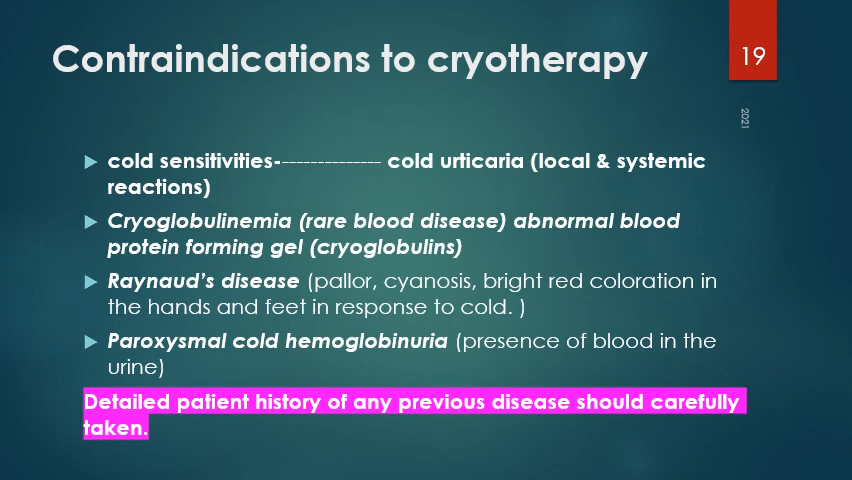 Contraindications to cryotherapy
19
2021
cold sensitivities--------------- cold urticaria (local & systemic
reactions)
Cryoglobulinemia (rare blood disease) abnormal blood
protein forming gel (cryoglobulins)
Raynaud’s disease (pallor, cyanosis, bright red coloration in
the hands and feet in response to cold. )
Paroxysmal cold hemoglobinuria (presence of blood in the
urine)
Detailed patient history of any previous disease should carefully
taken.